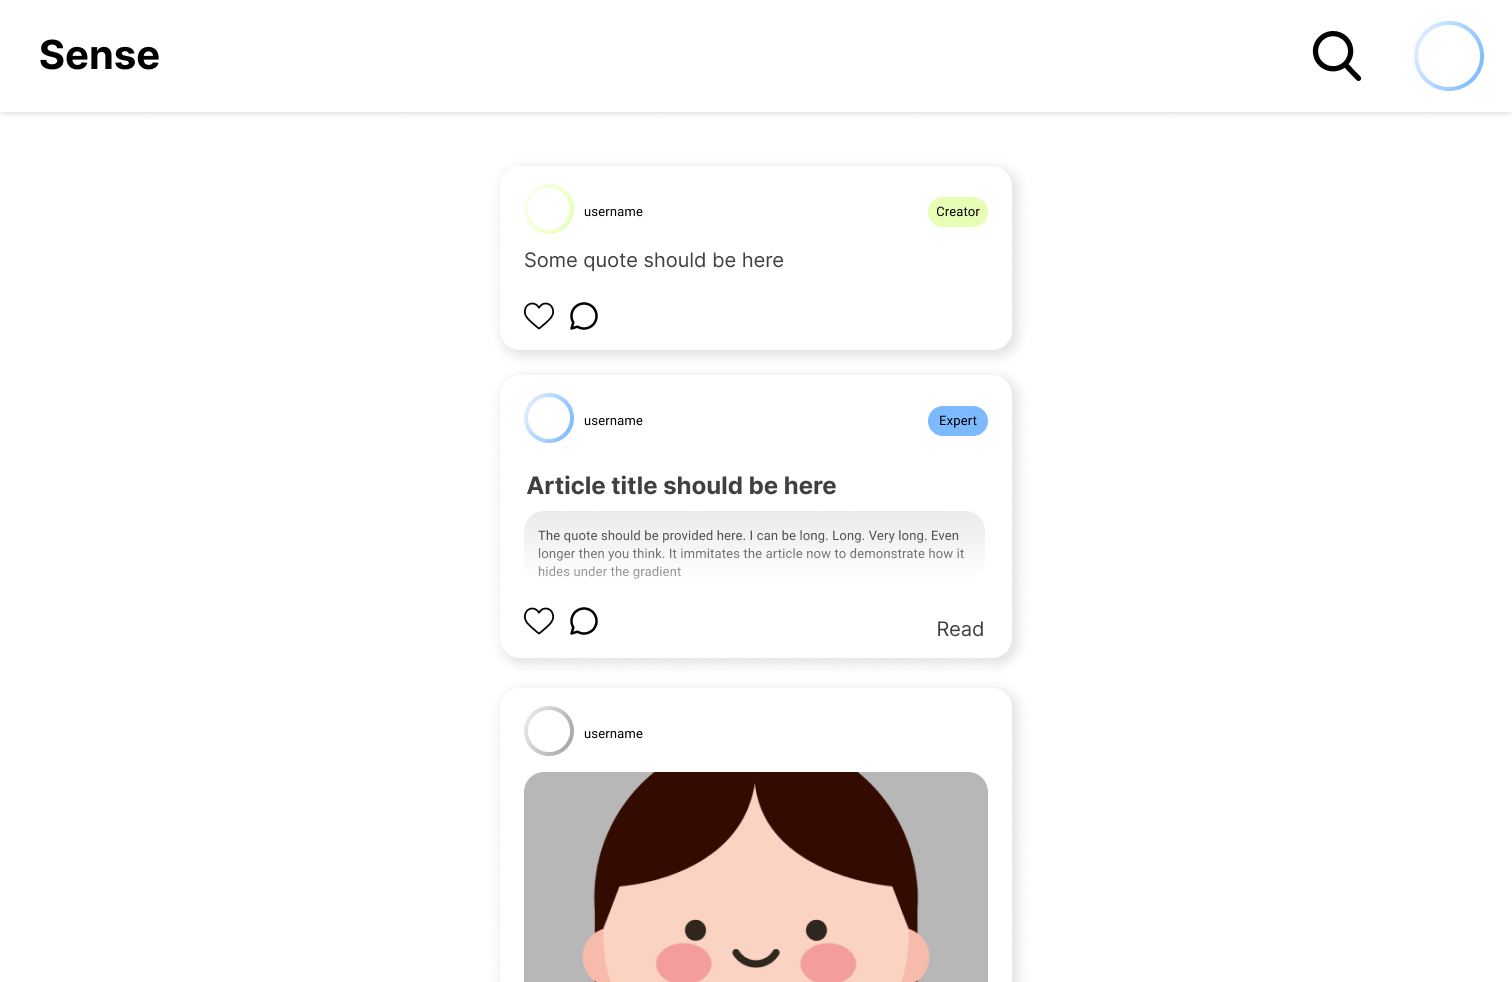 Sense
username
Creator
Some quote should be here
username
Expert
Article title should be here
The quote should be provided here. I can be long. Long. Very long. Even
longer then you think. It immitates the article now to demonstrate how it
hides under the gradient
Read
username